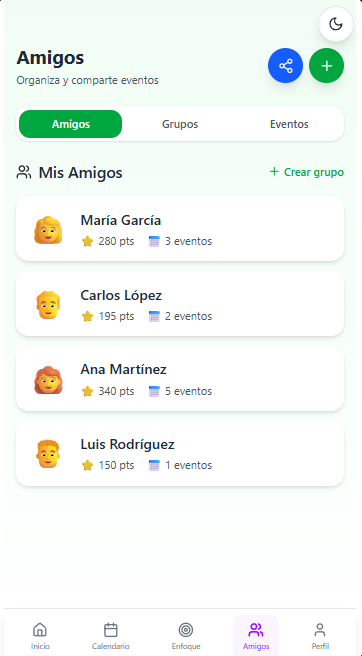 Amigos
Organiza y comparte eventos
Amigos Grupos Eventos
Mis Amigos + Crear grupo
María García
280 pts 3 eventos
Carlos López
195 pts 2 eventos
Ana Martínez
340 pts 5 eventos
Luis Rodríguez
150 pts 1 eventos
Inicio Calendario Enfoque Amigos Perfil